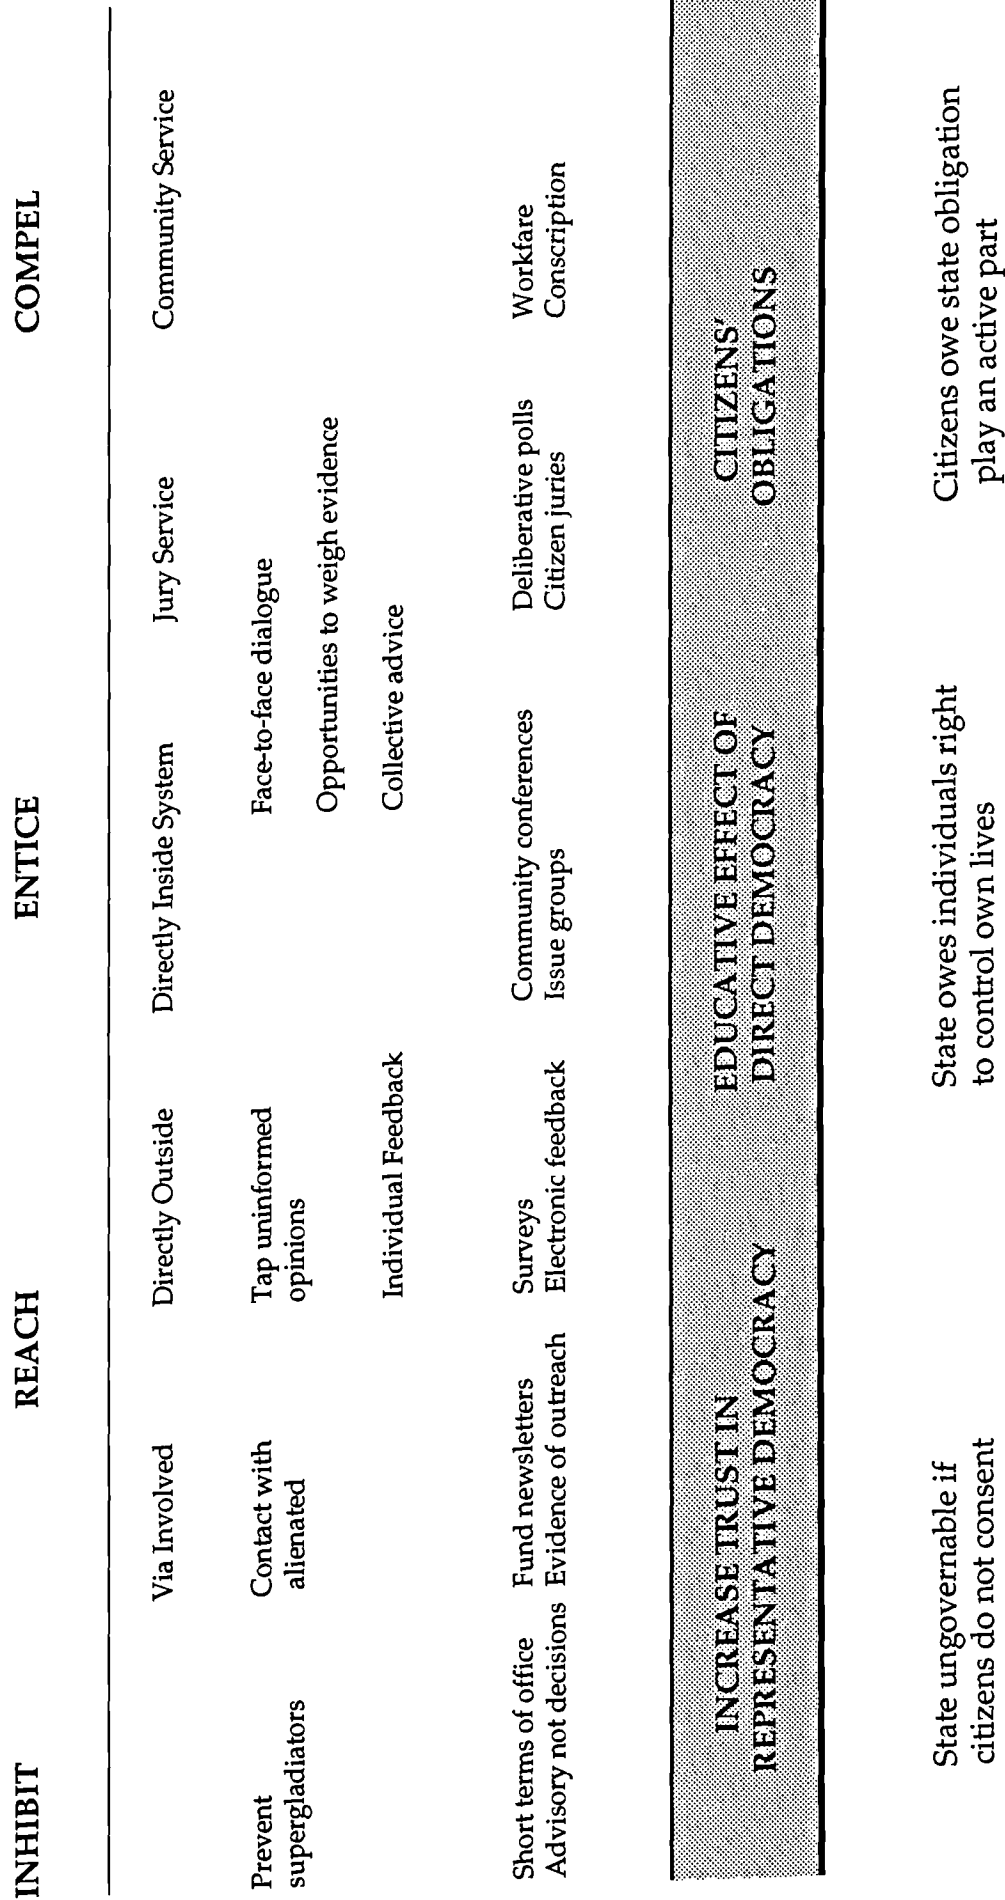 INHIBIT
REACH
ENTICE
COMPEL
Via Involved
Directly Outside
Directly Inside System
Jury Service
Community Service
Prevent
supergladiators
Contact with
alienated
Tap uninformed
opinions
Individual Feedback
Face-to-face dialogue
Opportunities to weigh evidence
Collective advice
Short terms of office
Advisory not decisions
Fund newsletters
Evidence of outreach
Surveys
Electronic feedback
Community conferences
Issue groups
Deliberative polls
Citizen juries
Workfare
Conscription
INCREASE TRUST IN
REPRESENTATIVE DEMOCRACY
EDUCATIVE EFFECT OF
DIRECT DEMOCRACY
CITIZENS'
OBLIGATIONS
State ungovernable if
citizens do not consent
State owes individuals right
to control own lives
Citizens owe state obligation
play an active part